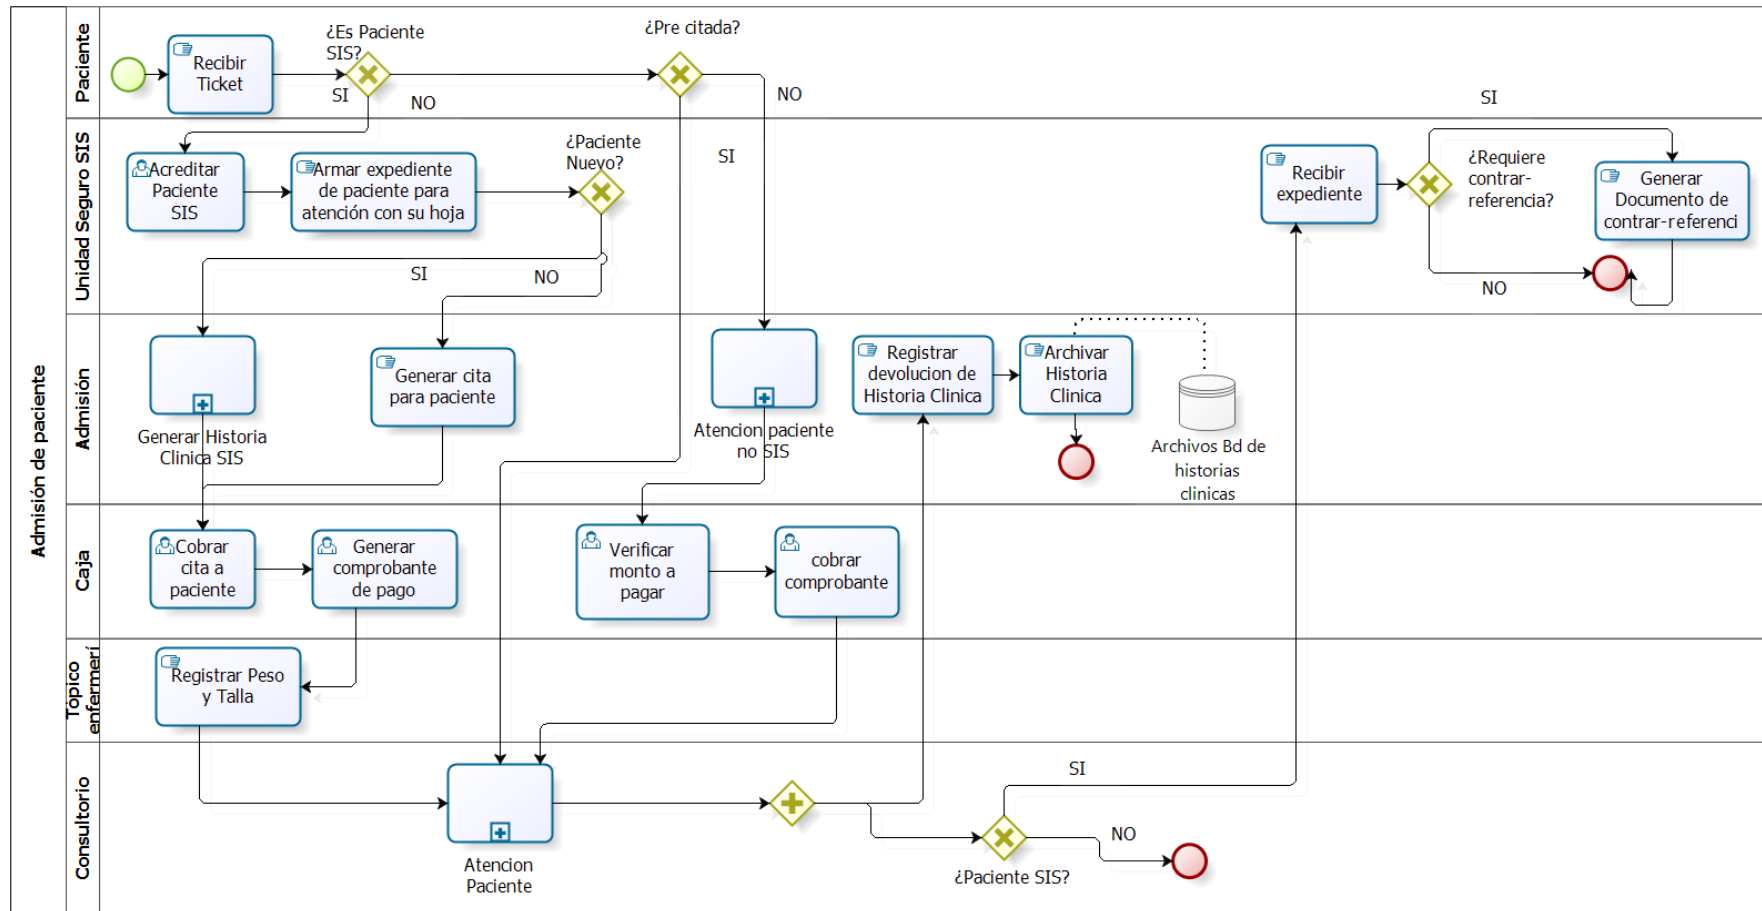 Admisión de paciente
Paciente
Recibir
Ticket
¿Es Paciente
SIS?
SI
NO
¿Pre citada?
NO
SI
Unidad Seguro SIS
Acreditar
Paciente
SIS
Armar expediente
de paciente para
atención con su hoja
¿Paciente
Nuevo?
SI
NO
Recibir
expediente
¿Requiere
contrar-
referencia?
SI
NO
Generar
Documento de
contrar-referenci
Admisión
Generar Historia
Clinica SIS
Generar cita
para paciente
Atencion paciente
no SIS
Registrar
devolucion de
Historia Clinica
Archivar
Historia
Clinica
Archivos Bd de
historias
clinicas
Caja
Cobrar
cita a
paciente
Generar
comprobante
de pago
Verificar
monto a
pagar
cobrar
comprobante
Tópico
enfermerí
Registrar Peso
y Talla
Consultorio
Atencion
Paciente
¿Paciente SIS?
SI
NO